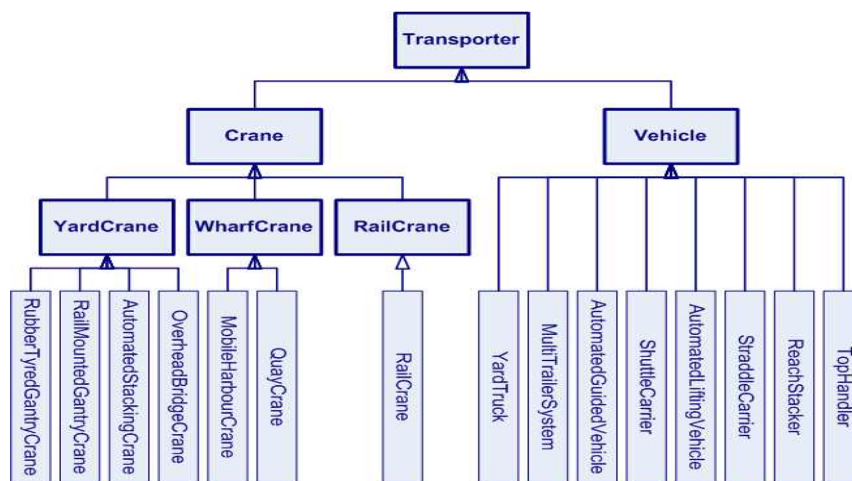 Transporter
Crane
Vehicle
YardCrane
WharfCrane
RailCrane
RubberTyredGantryCrane
RailMountedGantryCrane
AutomatedStackingCrane
OverheadBridgeCrane
MobileHarbourCrane
QuayCrane
RailCrane
YardTruck
MultiTrailerSystem
AutomatedGuidedVehicle
ShuttleCarrier
AutomatedLiftingVehicle
StraddleCarrier
ReachStacker
TopHandler